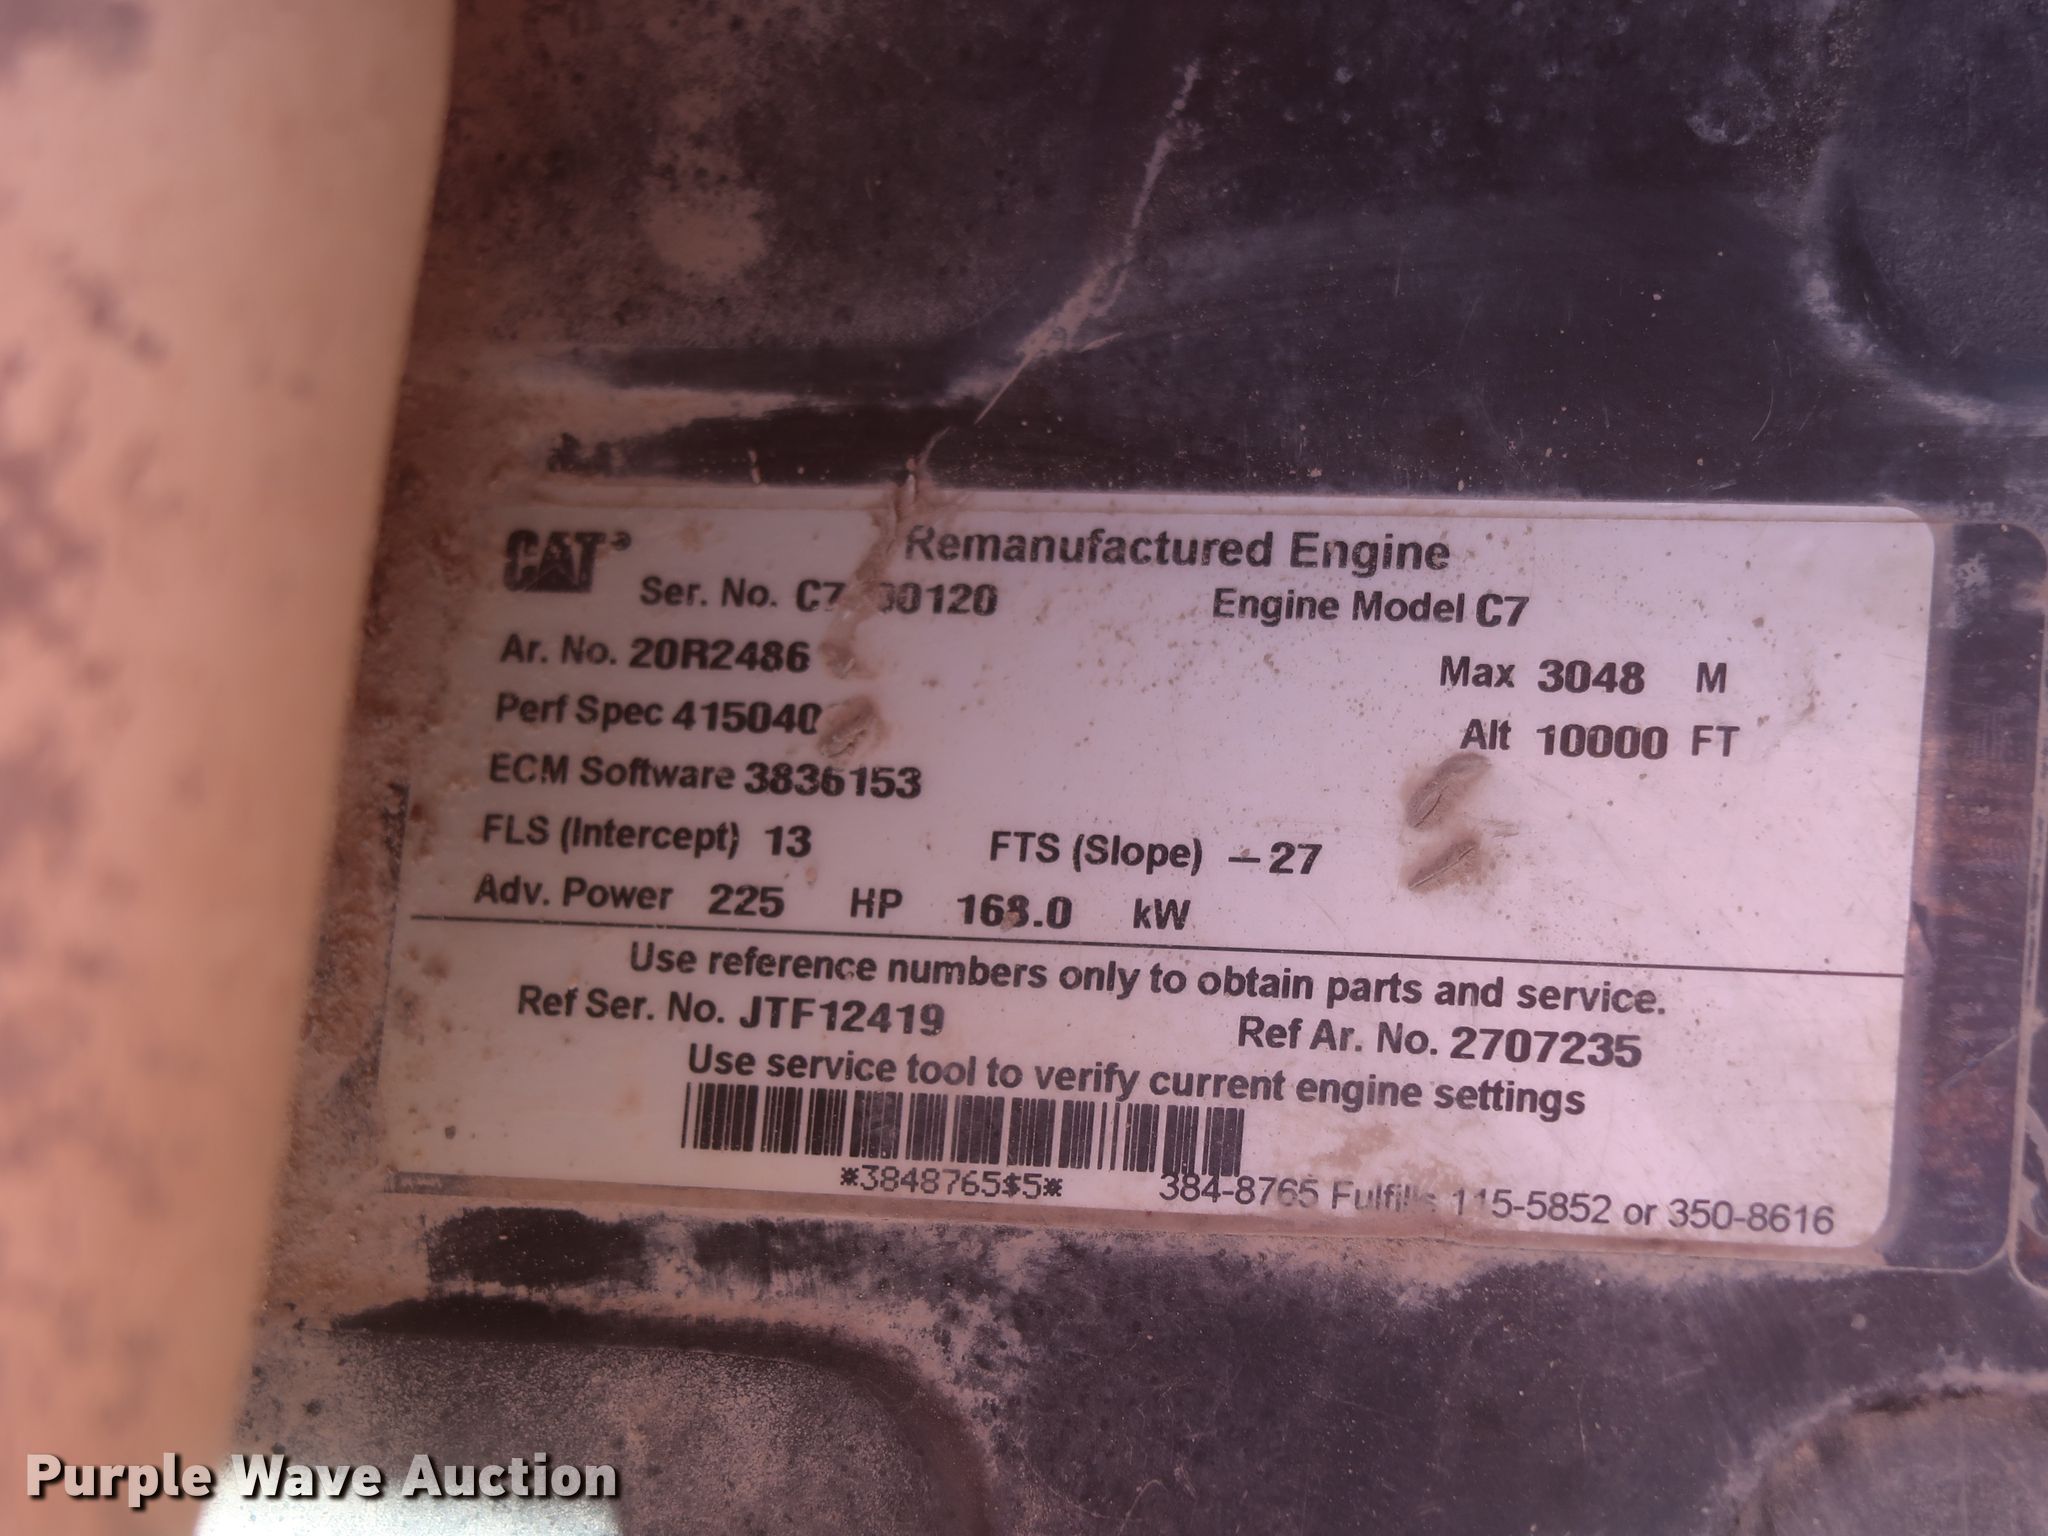 CAT Remanufactured Engine
Ser. No. Engine Model C7
Ar. No. 20R2486 Max 3048 M
Perf Spec Alt 10000 FT
ECM Software 3836153
FLS (Intercept) 13 FTS (Slope) – 27
Adv. Power 225 HP 168.0 kW
Use reference numbers only to obtain parts and service.
Ref Ser. No. JTF12419 Ref Ar. No. 2707235
Use service tool to verify current engine settings
*3848765$5* 384-8765 Fulfills 115-5852 or 350-8616
Purple Wave Auction